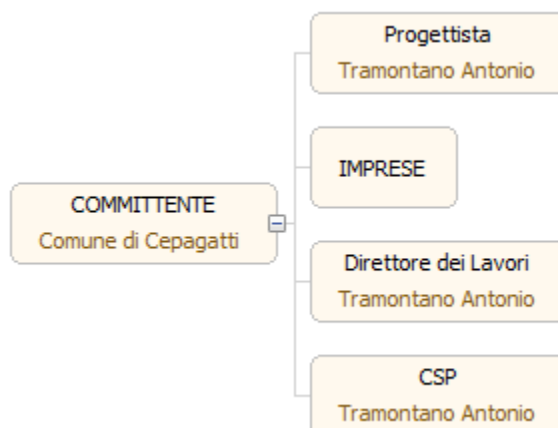 Progettista
Tramontano Antonio
IMPRESE
COMMITTENTE
Comune di Cepagatti
Direttore dei Lavori
Tramontano Antonio
CSP
Tramontano Antonio